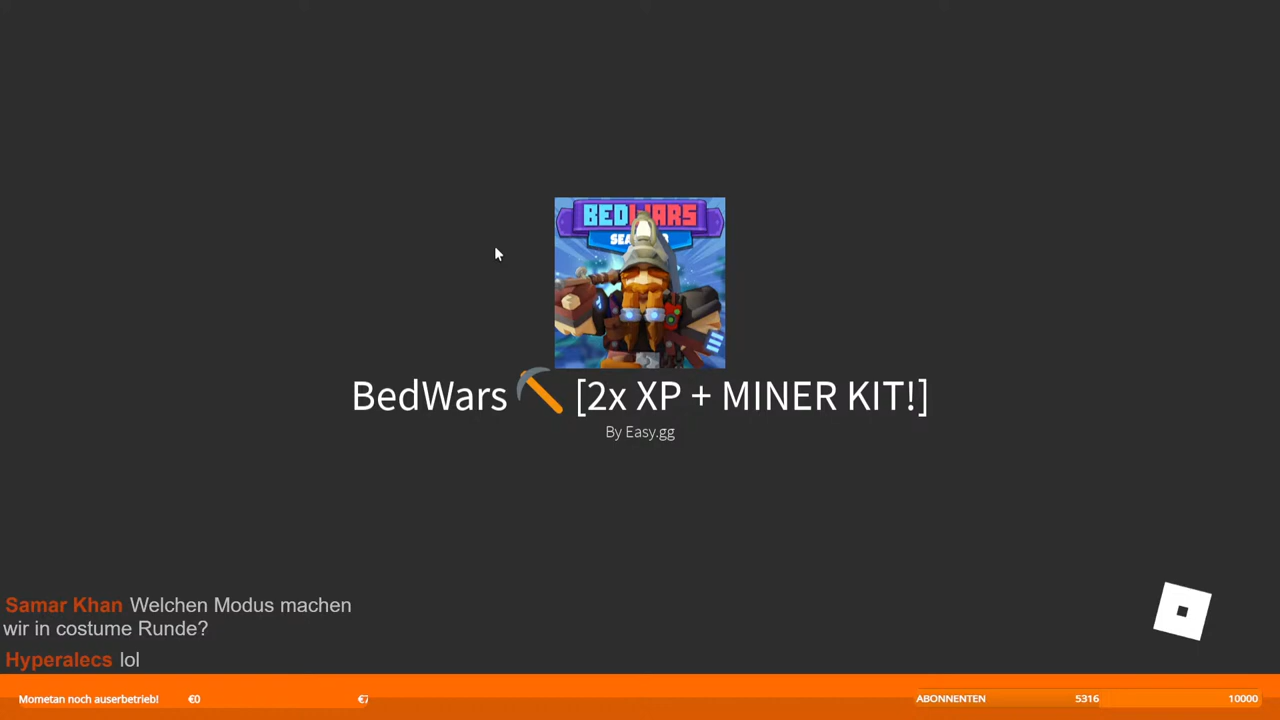 BEDWARS
BedWars [2x XP + MINER KIT!]
By Easy.gg
Samar Khan Welchen Modus machen
wir in costume Runde?
Hyperalecs lol
Mometan noch auserbetrieb! €0
ABONNENTEN 5316 10000